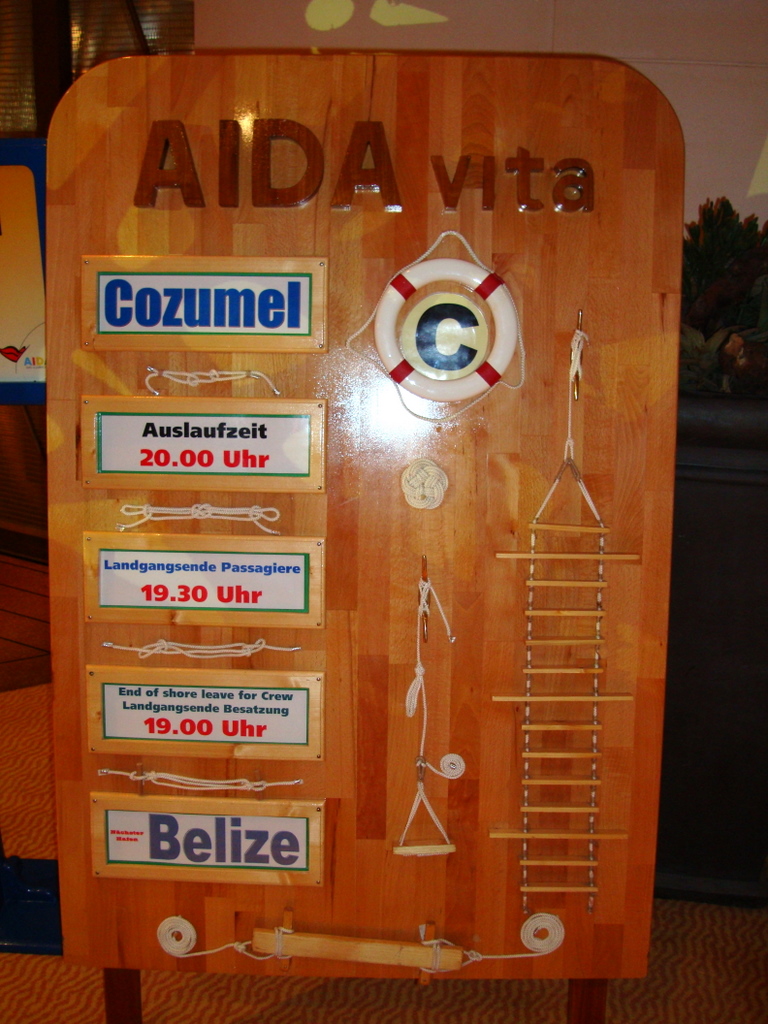 AIDA vita
Cozumel
C
Auslaufzeit
20.00 Uhr
Landgangsende Passagiere
19.30 Uhr
End of shore leave for Crew
Landgangsende Besatzung
19.00 Uhr
Nächster
Hafen
Belize
AIDA